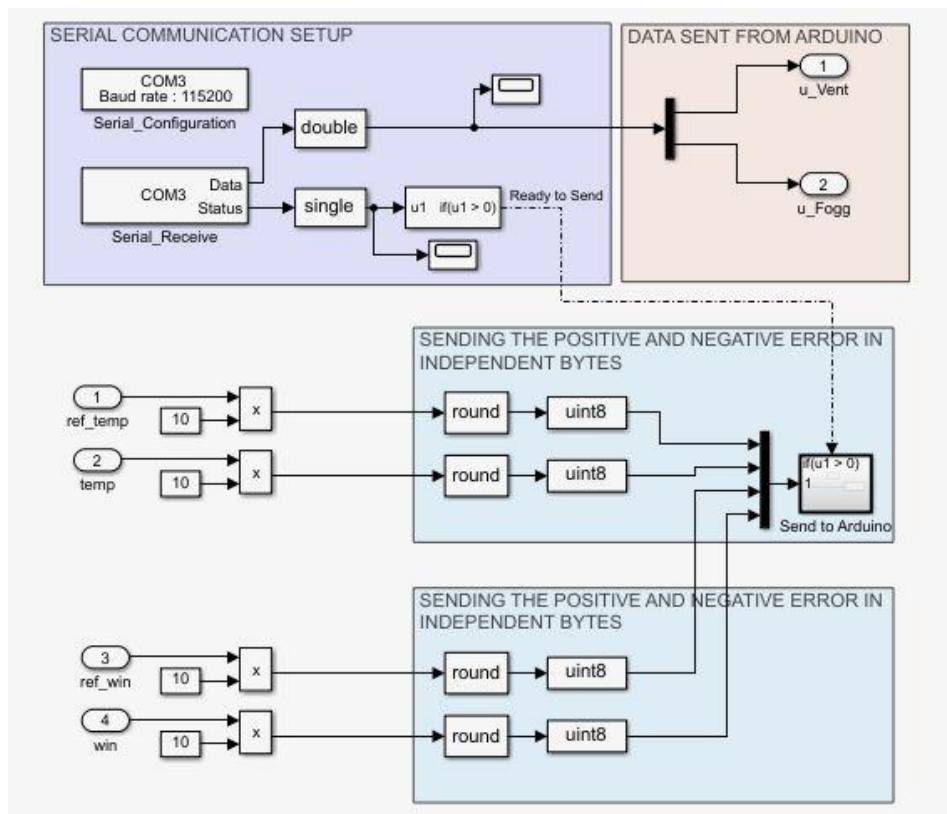 SERIAL COMMUNICATION SETUP
COM3
Baud rate : 115200
Serial_Configuration
COM3
Data
Status
Serial_Receive
double
single
u1 if(u1 > 0)
Ready to Send
DATA SENT FROM ARDUINO
1
u_Vent
2
u_Fogg
SENDING THE POSITIVE AND NEGATIVE ERROR IN
INDEPENDENT BYTES
1
ref_temp
10
x
round
uint8
2
temp
10
x
round
uint8
if(u1 > 0)
1
Send to Arduino
SENDING THE POSITIVE AND NEGATIVE ERROR IN
INDEPENDENT BYTES
3
ref_win
10
x
round
uint8
4
win
10
x
round
uint8